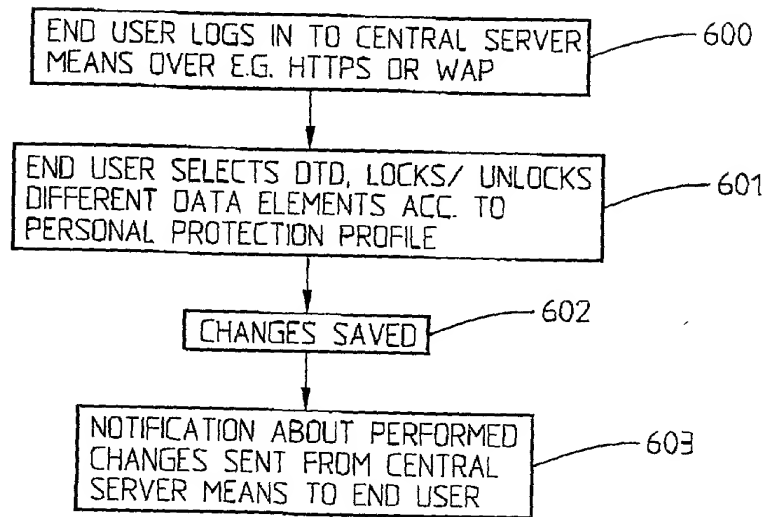 END USER LOGS IN TO CENTRAL SERVER
MEANS OVER E.G. HTTPS OR WAP
600
END USER SELECTS DTD, LOCKS/ UNLOCKS
DIFFERENT DATA ELEMENTS ACC. TO
PERSONAL PROTECTION PROFILE
601
CHANGES SAVED
602
NOTIFICATION ABOUT PERFORMED
CHANGES SENT FROM CENTRAL
SERVER MEANS TO END USER
603